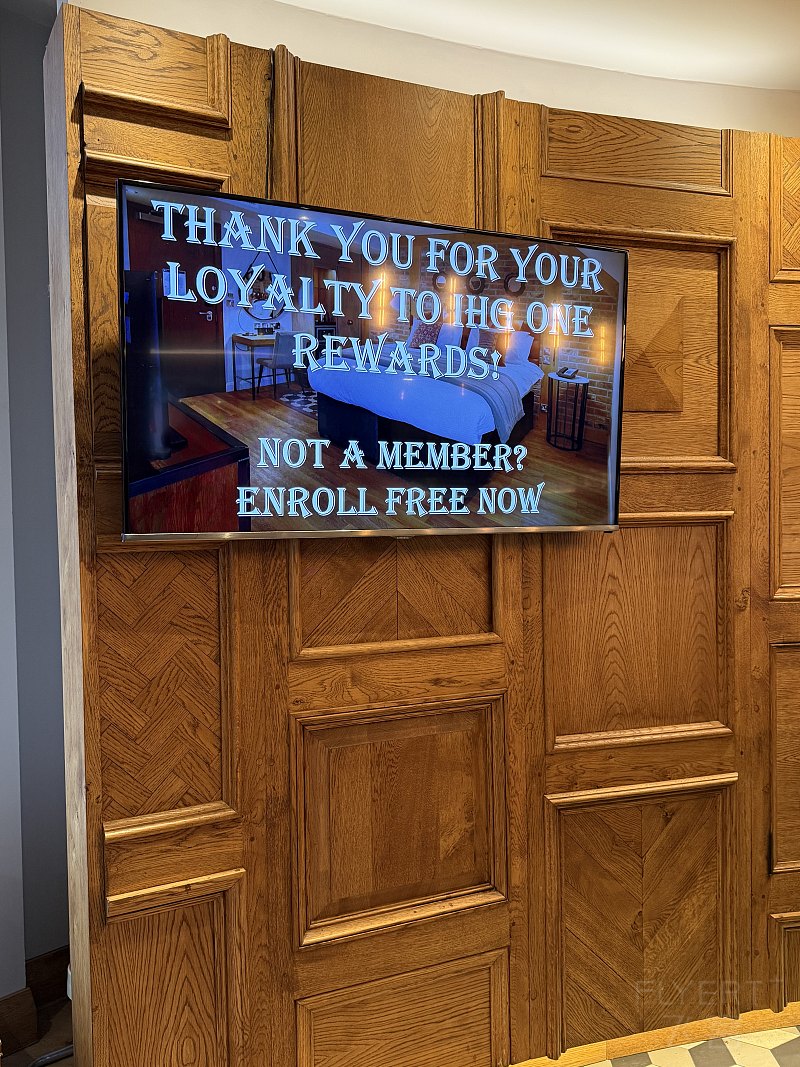 THANK YOU FOR YOUR
LOYALTY TO IHG ONE
REWARDS!
NOT A MEMBER?
ENROLL FREE NOW